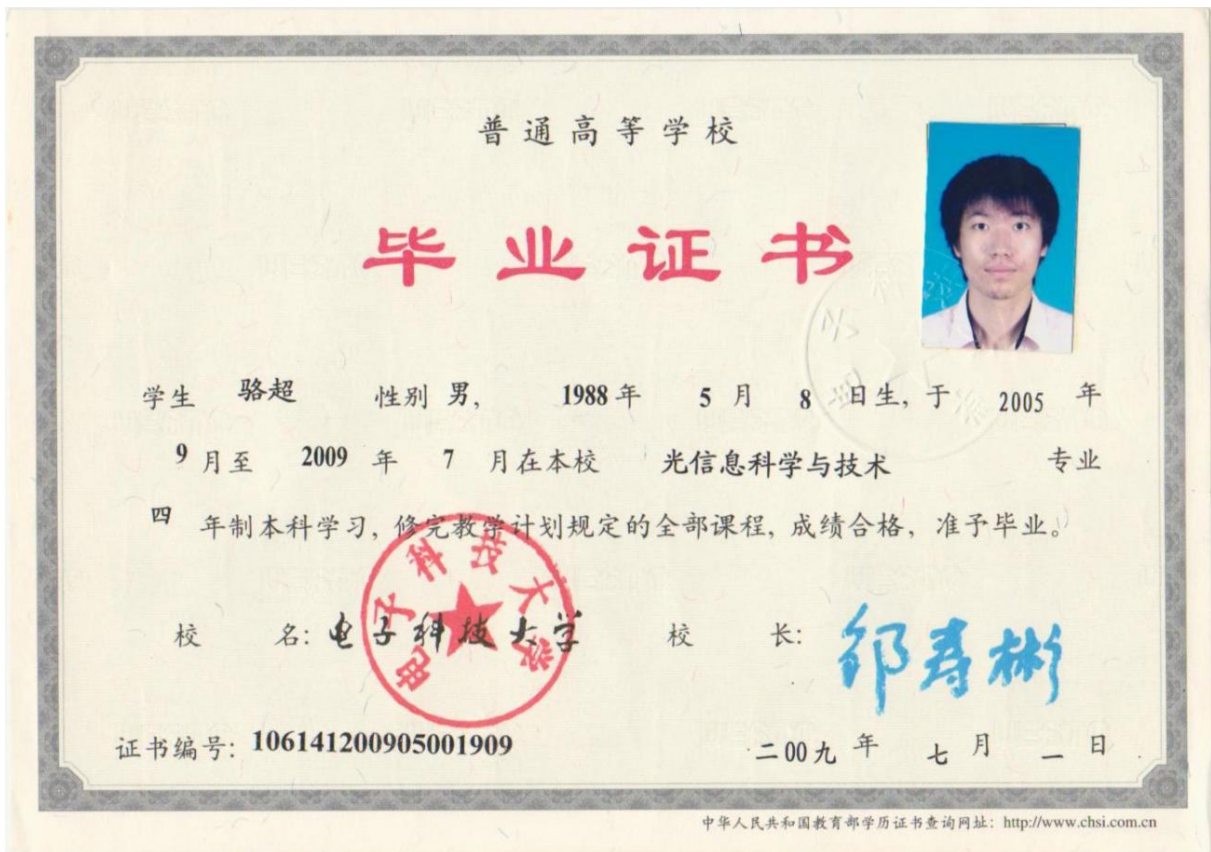 普通高等学校
毕业证书
学生 骆超 性别 男, 1988 年 5 月 8 日生, 于 2005 年
9 月至 2009 年 7 月在本校 光信息科学与技术 专业
四 年制本科学习, 修完教学计划规定的全部课程, 成绩合格, 准予毕业。
校 名: 电子科技大学 校 长: 邹寿彬
电子科技大学
证书编号: 106141200905001909 二00九 年 七 月 一 日
中华人民共和国教育部学历证书查询网址: http://www.chsi.com.cn